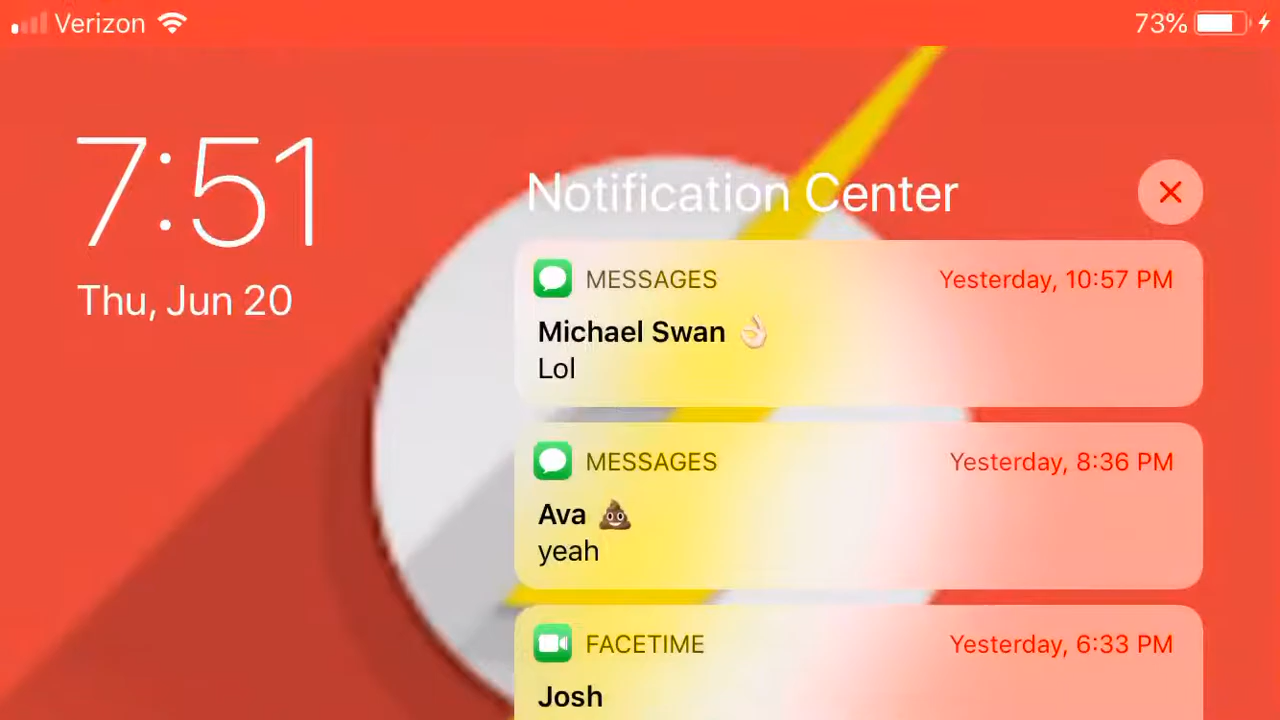 Verizon
73%
7:51
Thu, Jun 20
Notification Center
MESSAGES
Yesterday, 10:57 PM
Michael Swan 👌🏻
Lol
MESSAGES
Yesterday, 8:36 PM
Ava 💩
yeah
FACETIME
Yesterday, 6:33 PM
Josh